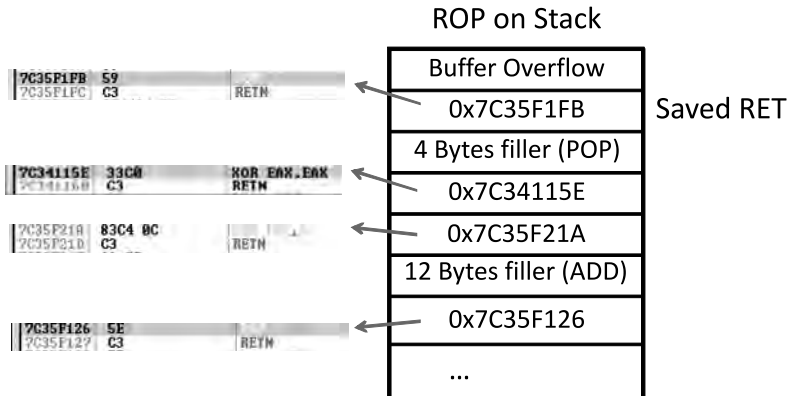 ROP on Stack
Buffer Overflow
7C35F1FB 59
7C35F1FC C3 RETN
0x7C35F1FB
Saved RET
4 Bytes filler (POP)
7C34115E 33C0 XOR EAX,EAX
7C341160 C3 RETN
0x7C34115E
7C35F21A 83C4 0C
7C35F21D C3 RETN
0x7C35F21A
12 Bytes filler (ADD)
7C35F126 5E
7C35F127 C3 RETN
0x7C35F126
...